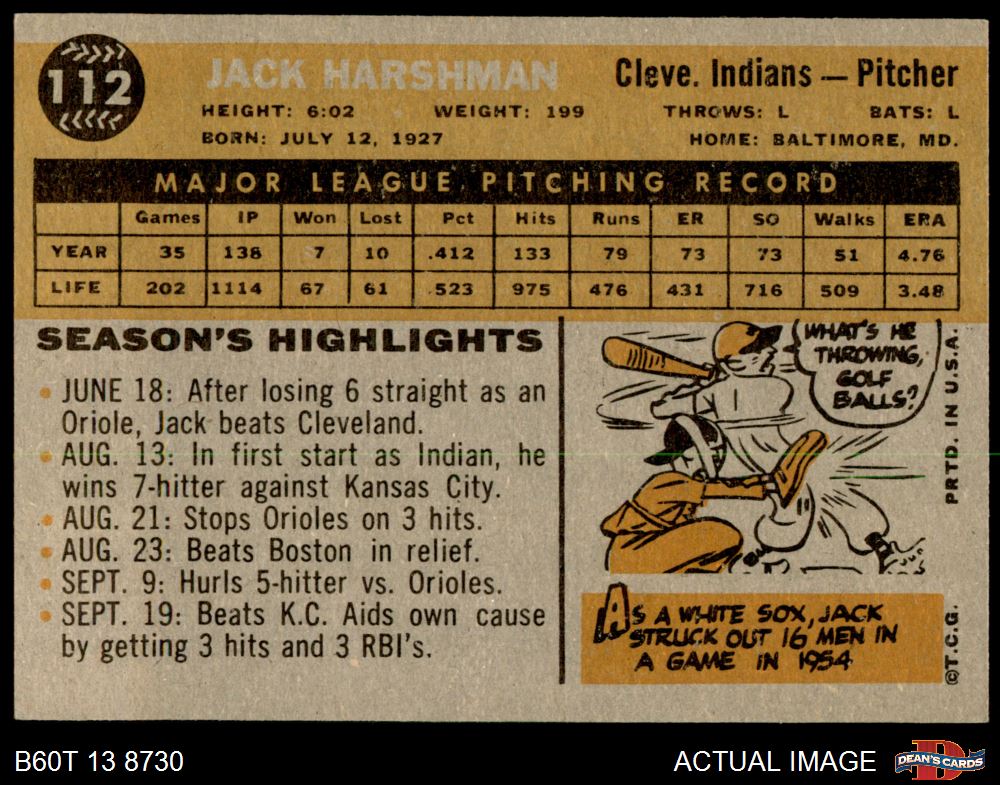 112
JACK HARSHMAN
Cleve. Indians — Pitcher
HEIGHT: 6:02 WEIGHT: 199 THROWS: L BATS: L
BORN: JULY 12, 1927 HOME: BALTIMORE, MD.
MAJOR LEAGUE PITCHING RECORD
Games IP Won Lost Pct Hits Runs ER SO Walks ERA
YEAR 35 138 7 10 .412 133 79 73 73 51 4.76
LIFE 202 1114 67 61 .523 975 476 431 716 509 3.48
SEASON'S HIGHLIGHTS
• JUNE 18: After losing 6 straight as an
Oriole, Jack beats Cleveland.
• AUG. 13: In first start as Indian, he
wins 7-hitter against Kansas City.
• AUG. 21: Stops Orioles on 3 hits.
• AUG. 23: Beats Boston in relief.
• SEPT. 9: Hurls 5-hitter vs. Orioles.
• SEPT. 19: Beats K.C. Aids own cause
by getting 3 hits and 3 RBI's.
WHAT'S HE
THROWING,
GOLF
BALLS?
AS A WHITE SOX, JACK
STRUCK OUT 16 MEN IN
A GAME IN 1954
PRTD. IN U.S.A.
©T.C.G.
B60T 13 8730
ACTUAL IMAGE
DEAN'S CARDS